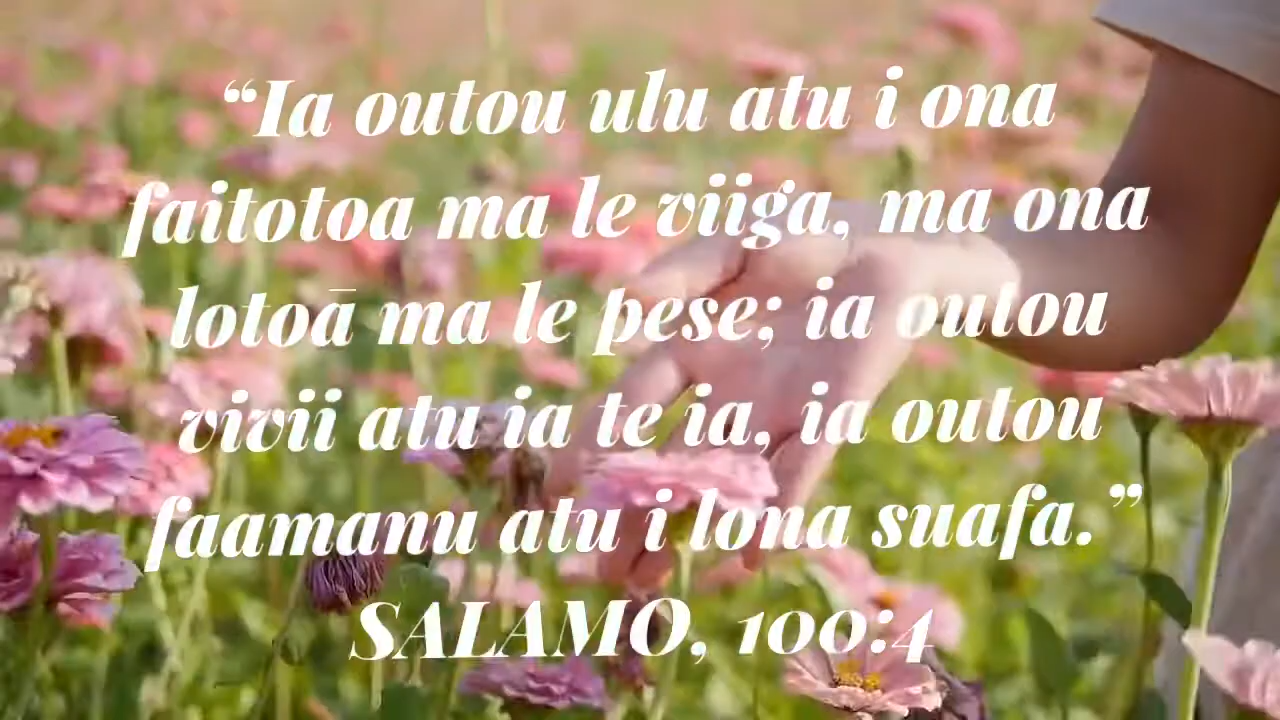 “Ia outou ulu atu i ona
faitotoa ma le viiga, ma ona
lotoā ma le pese; ia outou
vivii atu ia te ia, ia outou
faamanu atu i lona suafa.”
SALAMO, 100:4